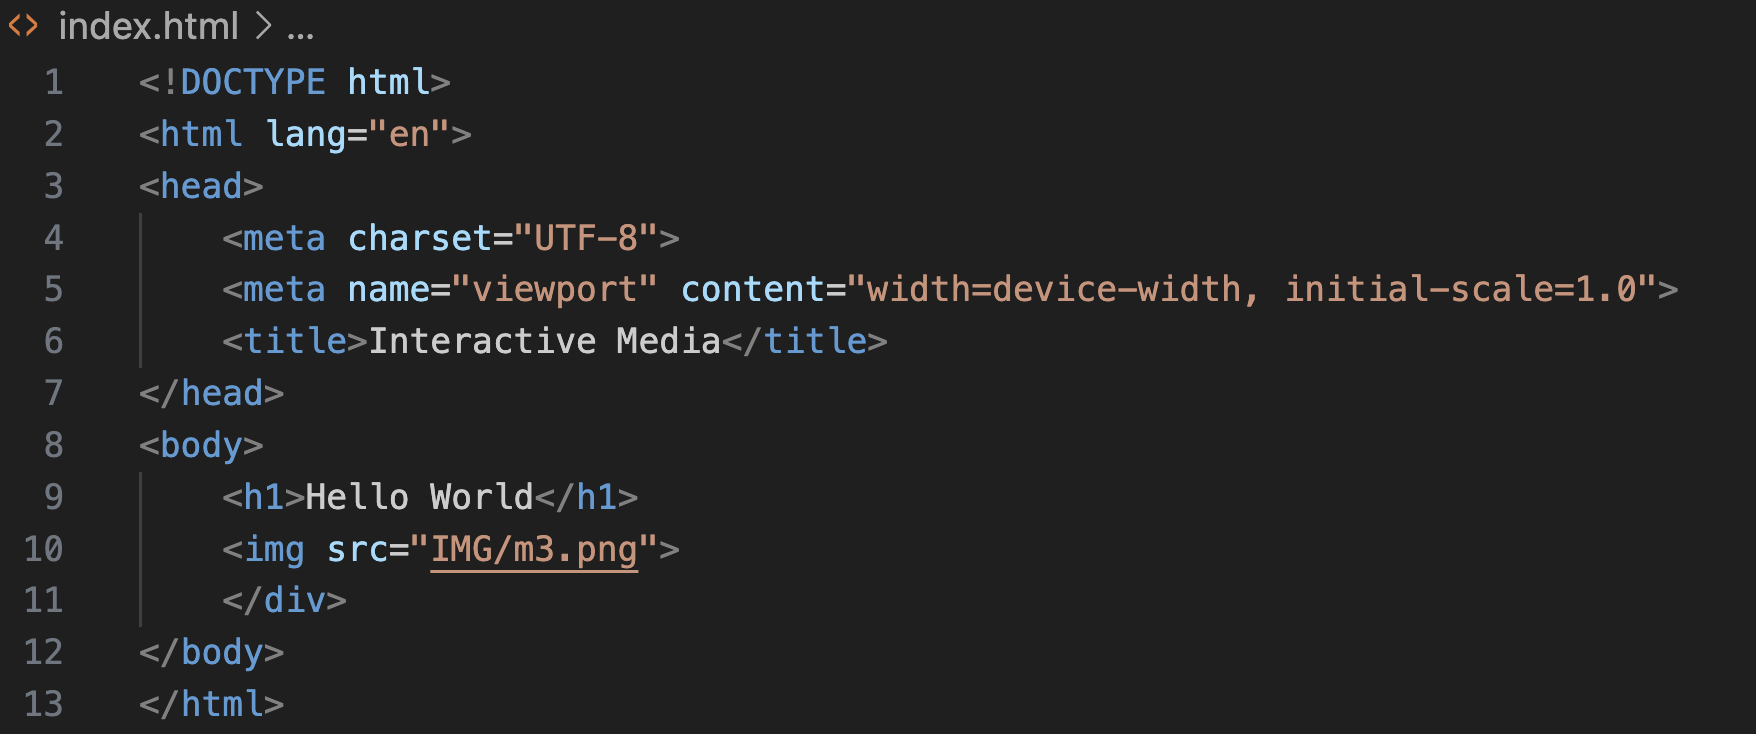 <> index.html > ...
1 <!DOCTYPE html>
2 <html lang="en">
3 <head>
4     <meta charset="UTF-8">
5     <meta name="viewport" content="width=device-width, initial-scale=1.0">
6     <title>Interactive Media</title>
7 </head>
8 <body>
9     <h1>Hello World</h1>
10     <img src="IMG/m3.png">
11     </div>
12 </body>
13 </html>